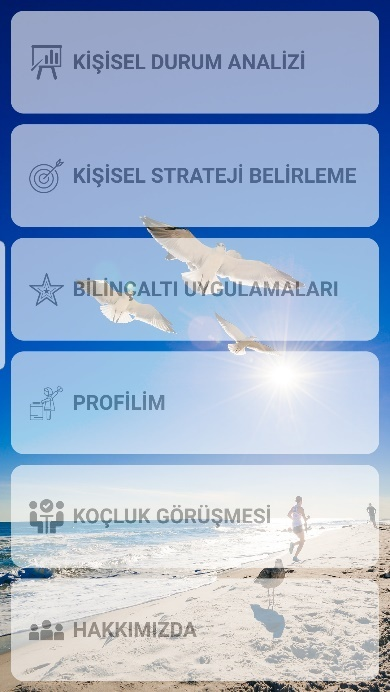 KİŞİSEL DURUM ANALİZİ
KİŞİSEL STRATEJİ BELİRLEME
BİLİNÇALTI UYGULAMALARI
PROFİLİM
KOÇLUK GÖRÜŞMESİ
HAKKIMIZDA